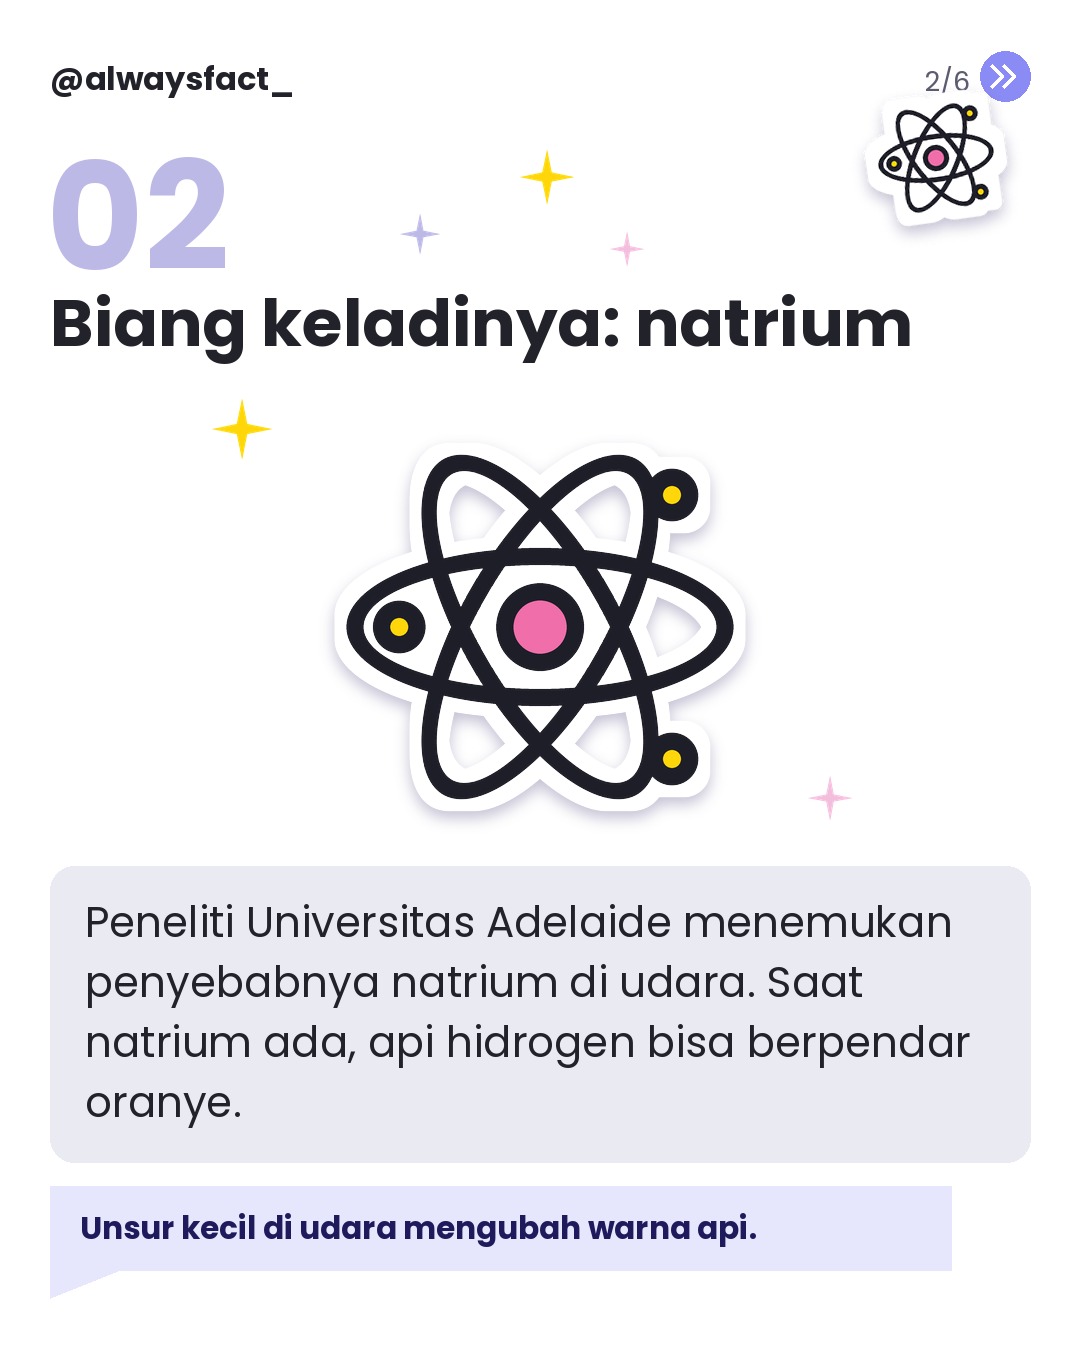 @alwaysfact_
2/6
02
Biang keladinya: natrium
Peneliti Universitas Adelaide menemukan
penyebabnya natrium di udara. Saat
natrium ada, api hidrogen bisa berpendar
oranye.
Unsur kecil di udara mengubah warna api.